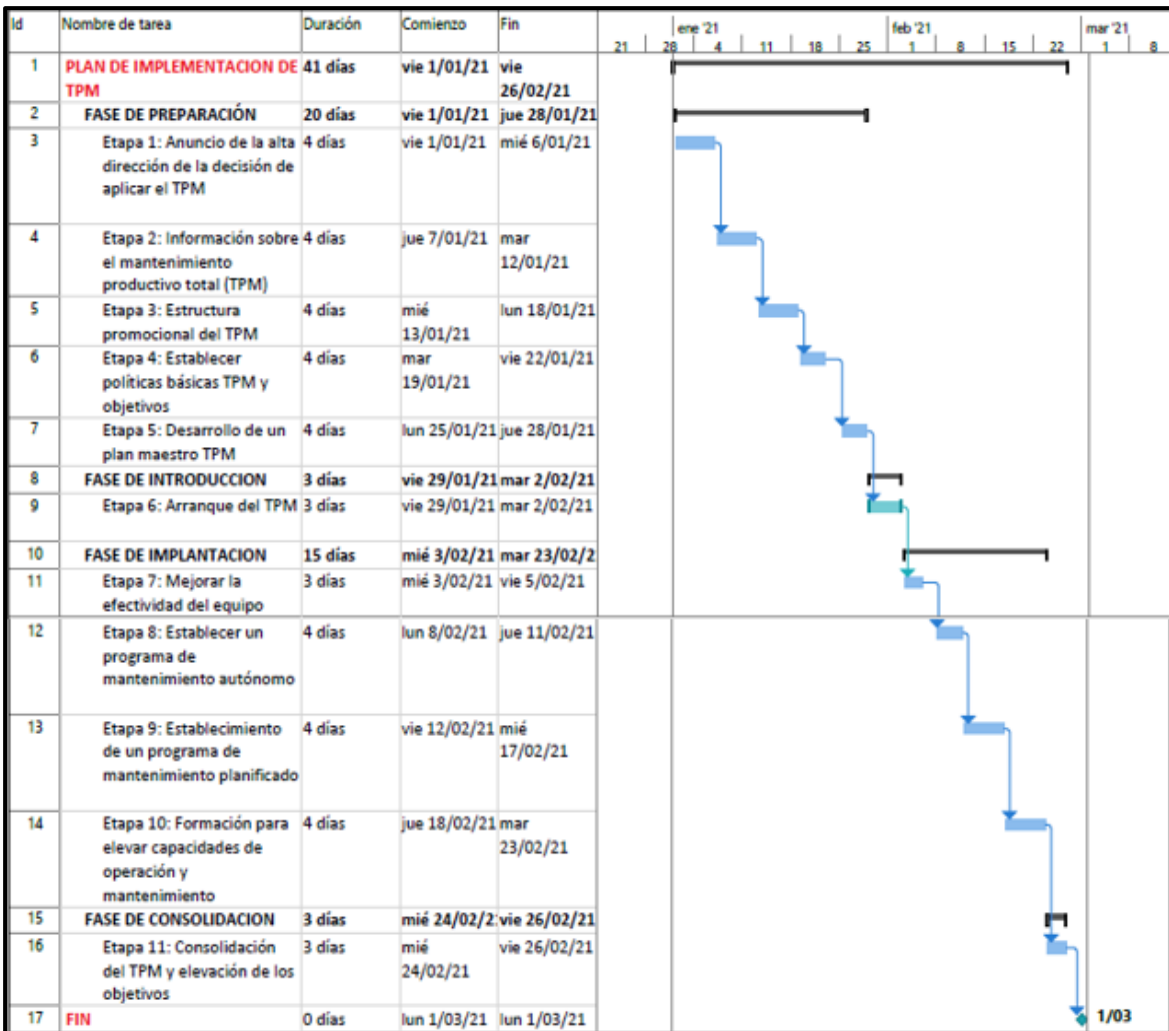 Id Nombre de tarea Duración Comienzo Fin
ene '21 feb '21 mar '21
21 28 4 11 18 25 1 8 15 22 1 8
1 PLAN DE IMPLEMENTACION DE 41 días vie 1/01/21 vie
TPM 26/02/21
2 FASE DE PREPARACIÓN 20 días vie 1/01/21 jue 28/01/21
3 Etapa 1: Anuncio de la alta 4 días vie 1/01/21 mié 6/01/21
dirección de la decisión de
aplicar el TPM
4 Etapa 2: Información sobre 4 días jue 7/01/21 mar
el mantenimiento 12/01/21
productivo total (TPM)
5 Etapa 3: Estructura 4 días mié lun 18/01/21
promocional del TPM 13/01/21
6 Etapa 4: Establecer 4 días mar vie 22/01/21
políticas básicas TPM y 19/01/21
objetivos
7 Etapa 5: Desarrollo de un 4 días lun 25/01/21 jue 28/01/21
plan maestro TPM
8 FASE DE INTRODUCCION 3 días vie 29/01/21 mar 2/02/21
9 Etapa 6: Arranque del TPM 3 días vie 29/01/21 mar 2/02/21
10 FASE DE IMPLANTACION 15 días mié 3/02/21 mar 23/02/2
11 Etapa 7: Mejorar la 3 días mié 3/02/21 vie 5/02/21
efectividad del equipo
12 Etapa 8: Establecer un 4 días lun 8/02/21 jue 11/02/21
programa de
mantenimiento autónomo
13 Etapa 9: Establecimiento 4 días vie 12/02/21 mié
de un programa de 17/02/21
mantenimiento planificado
14 Etapa 10: Formación para 4 días jue 18/02/21 mar
elevar capacidades de 23/02/21
operación y
mantenimiento
15 FASE DE CONSOLIDACION 3 días mié 24/02/2 vie 26/02/21
16 Etapa 11: Consolidación 3 días mié vie 26/02/21
del TPM y elevación de los 24/02/21
objetivos
17 FIN 0 días lun 1/03/21 lun 1/03/21 1/03